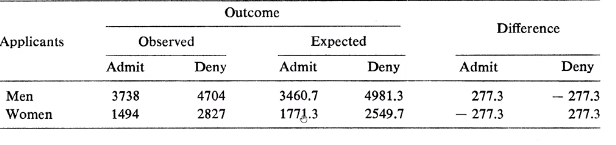 Outcome
Difference
Applicants Observed Expected
Admit Deny Admit Deny Admit Deny
Men 3738 4704 3460.7 4981.3 277.3 — 277.3
Women 1494 2827 1771.3 2549.7 — 277.3 277.3